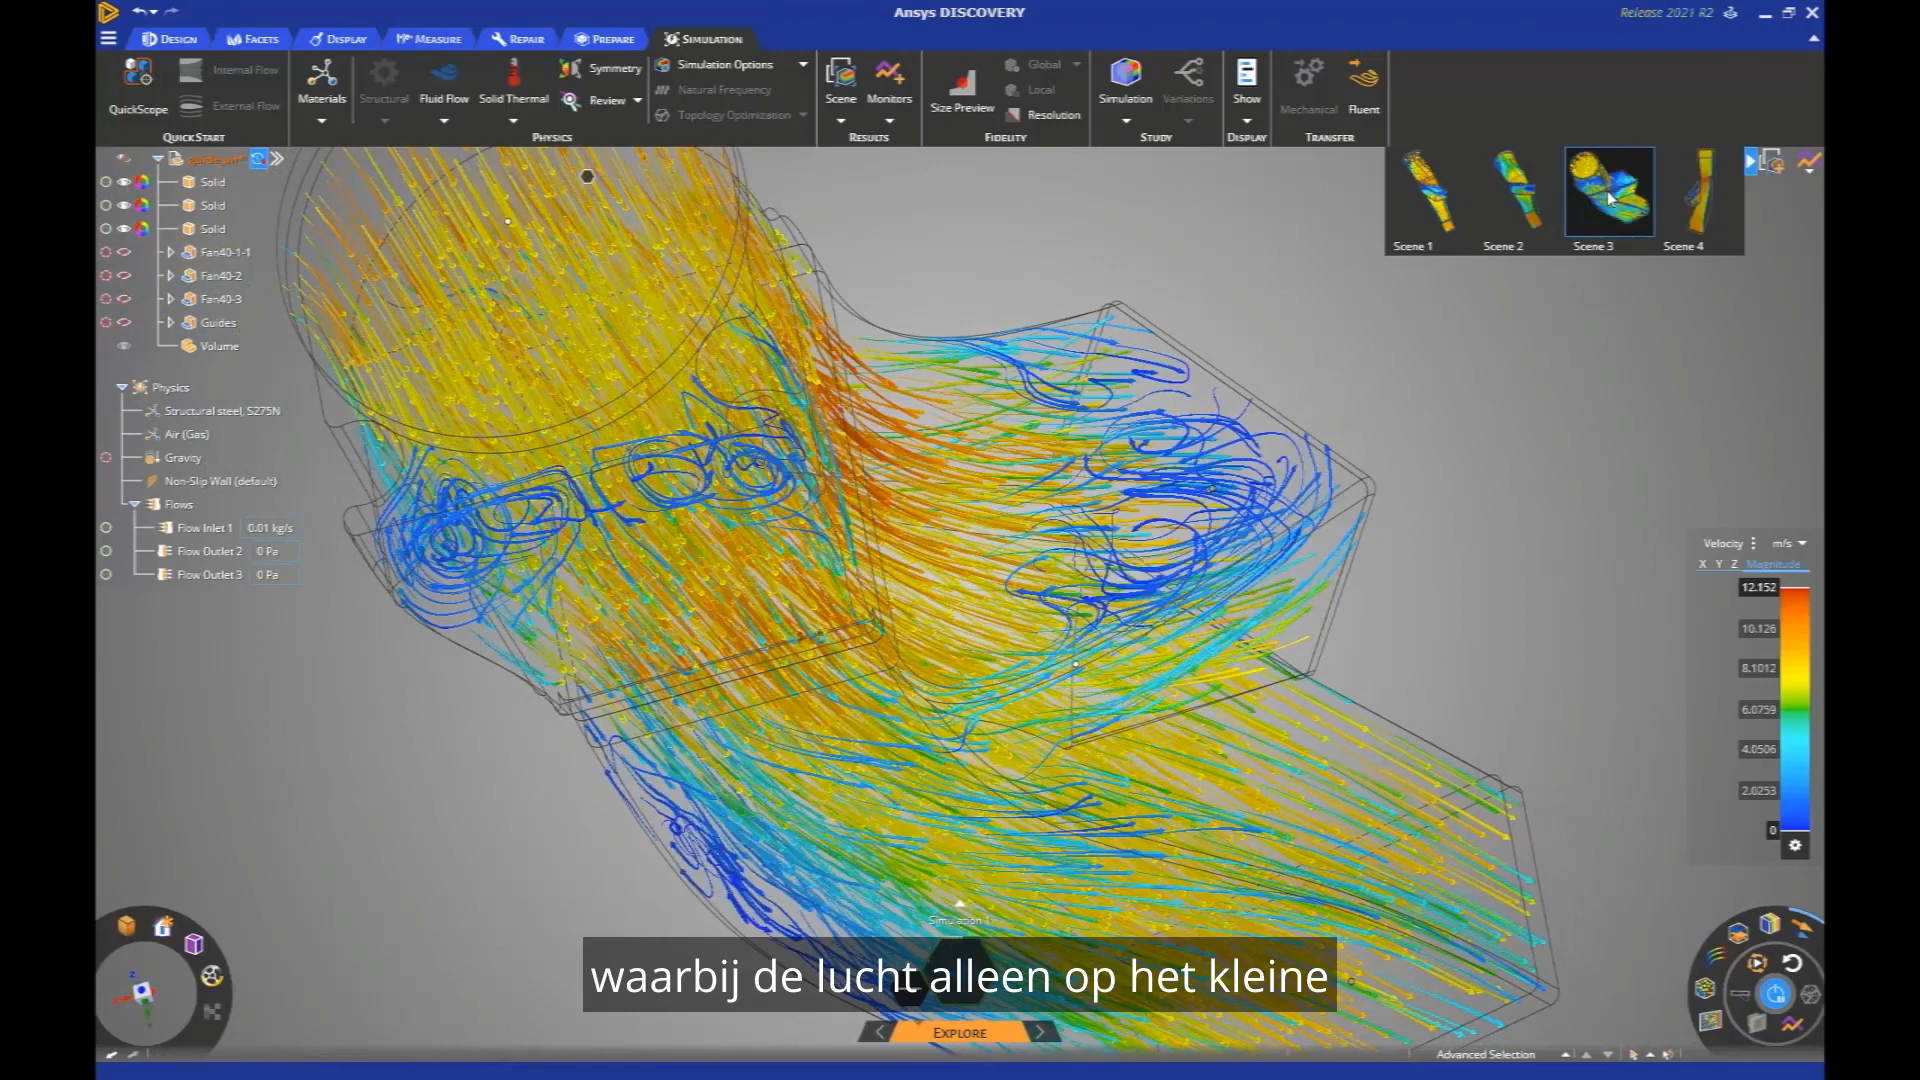 Ansys DISCOVERY
Release 2021 R2
DESIGN
FACETS
DISPLAY
MEASURE
REPAIR
PREPARE
SIMULATION
QuickScope
Internal Flow
External Flow
QUICKSTART
Materials
Structural
Fluid Flow
Solid Thermal
Symmetry
Review
Simulation Options
Natural Frequency
Topology Optimization
PHYSICS
Scene
Monitors
RESULTS
Size Preview
Global
Local
Resolution
FIDELITY
Simulation
Variations
STUDY
Show
DISPLAY
Mechanical
Fluent
TRANSFER
Solid
Solid
Solid
Fan40-1-1
Fan40-2
Fan40-3
Guides
Volume
Physics
Structural steel, S275N
Air (Gas)
Gravity
Non-Slip Wall (default)
Flows
Flow Inlet 1 0.01 kg/s
Flow Outlet 2 0 Pa
Flow Outlet 3 0 Pa
Scene 1
Scene 2
Scene 3
Scene 4
Velocity m/s
X Y Z Magnitude
12.152
10.126
8.1012
6.0759
4.0506
2.0253
0
Z
Simulation 1
waarbij de lucht alleen op het kleine
EXPLORE
Advanced Selection